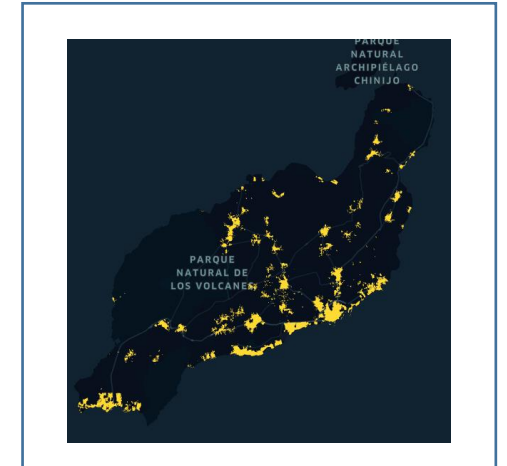 PARQUE
NATURAL
ARCHIPIÉLAGO
CHINIJO
PARQUE
NATURAL DE
LOS VOLCANES